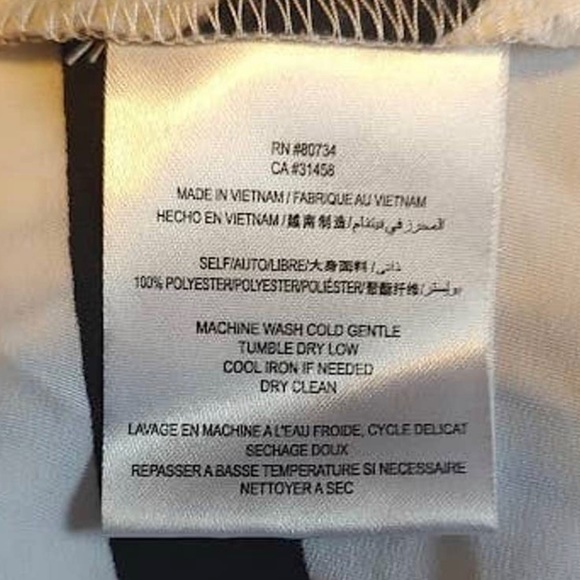 RN #80734
CA #31458
MADE IN VIETNAM / FABRIQUE AU VIETNAM
HECHO EN VIETNAM / 越南制造 /
SELF/AUTO/LIBRE/大身面料 /
100% POLYESTER/POLYESTER/POLIÉSTER/聚酯纤维/
MACHINE WASH COLD GENTLE
TUMBLE DRY LOW
COOL IRON IF NEEDED
DRY CLEAN
LAVAGE EN MACHINE A L'EAU FROIDE, CYCLE DELICAT
SECHAGE DOUX
REPASSER A BASSE TEMPERATURE SI NECESSAIRE
NETTOYER A SEC